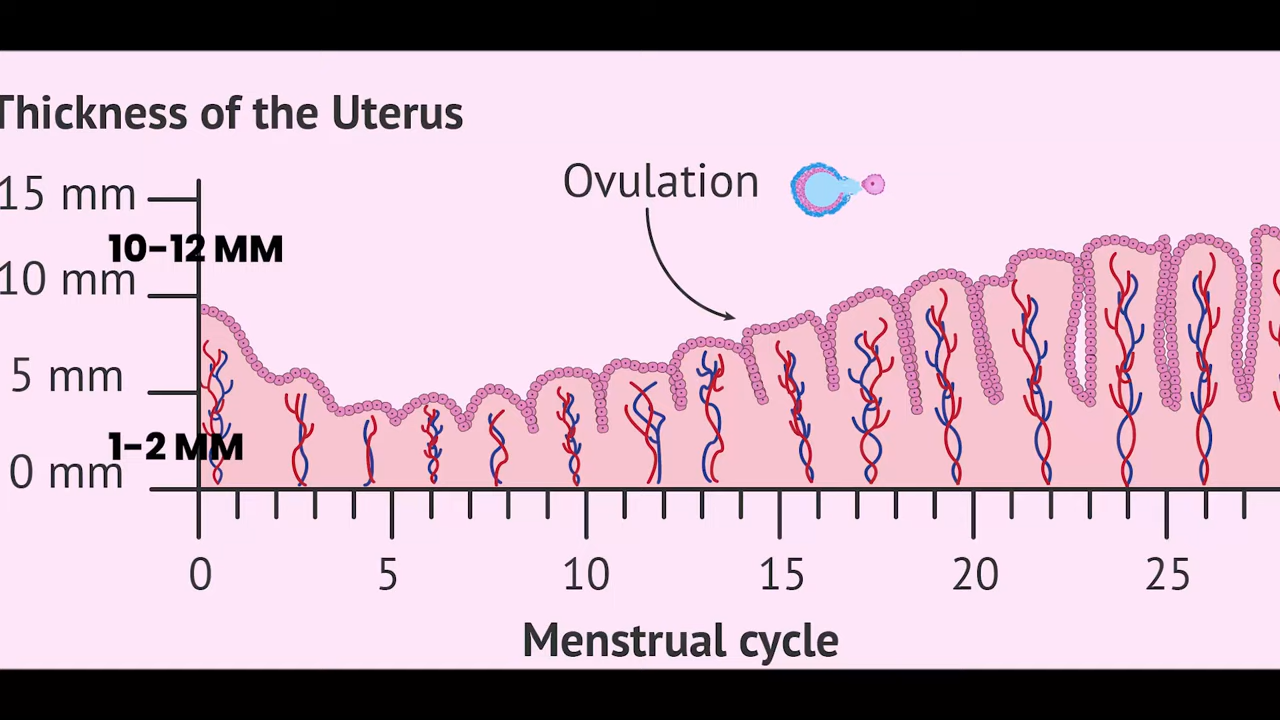 Thickness of the Uterus
Ovulation
15 mm
10-12 MM
10 mm
5 mm
1-2 MM
0 mm
0 5 10 15 20 25
Menstrual cycle